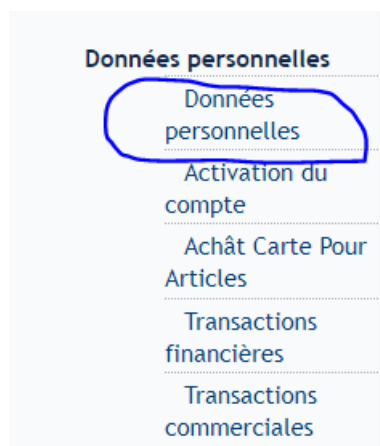 Données personnelles
Données
personnelles
Activation du
compte
Achât Carte Pour
Articles
Transactions
financières
Transactions
commerciales